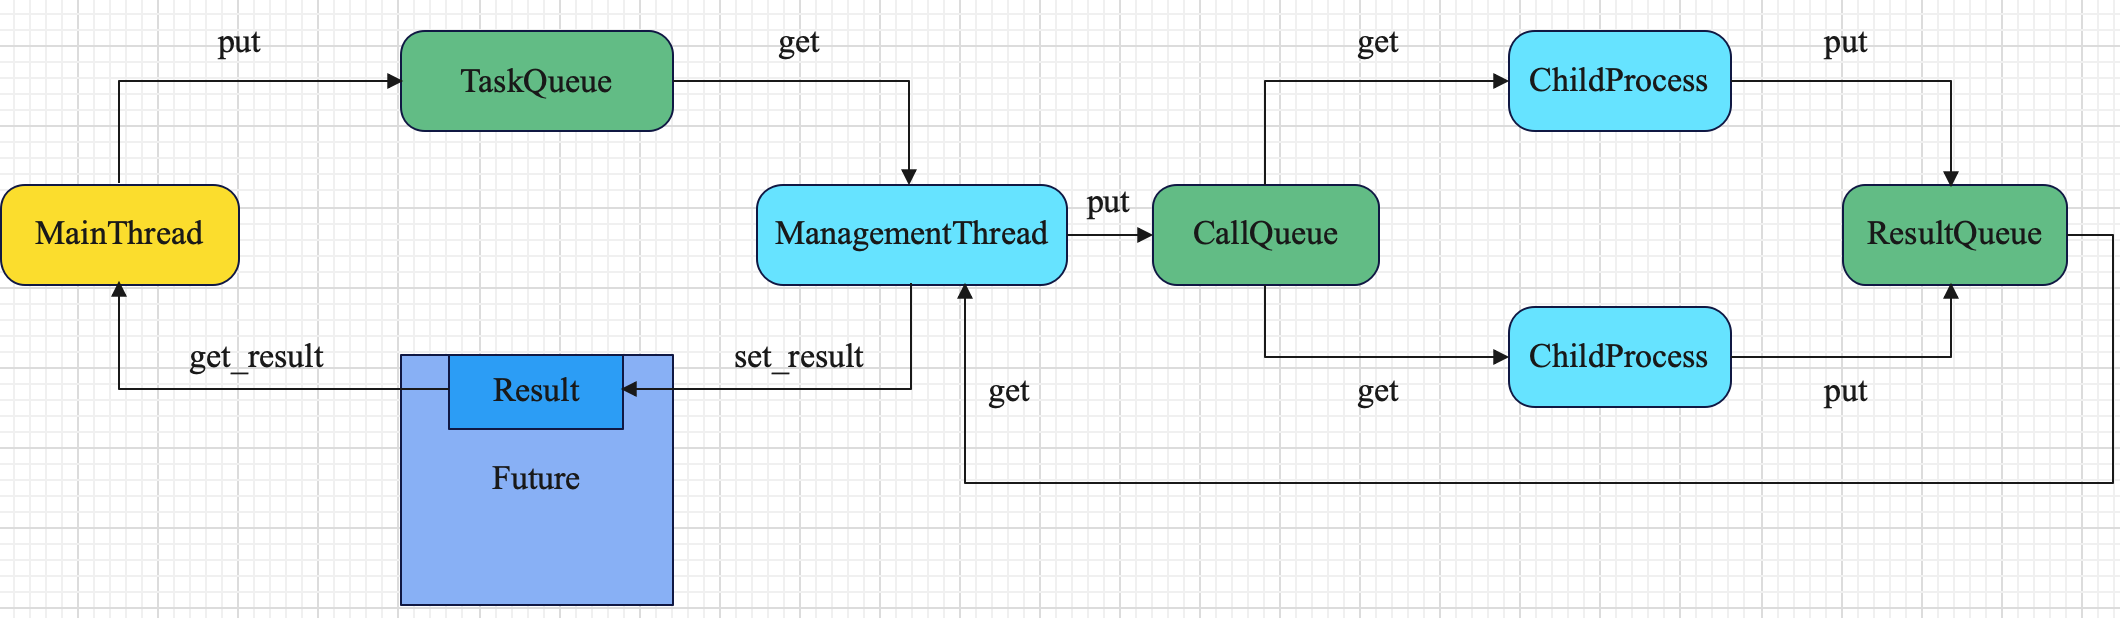 put
get
get
put
TaskQueue
ChildProcess
put
MainThread
ManagementThread
CallQueue
ResultQueue
get_result
set_result
ChildProcess
Result
get
get
put
Future